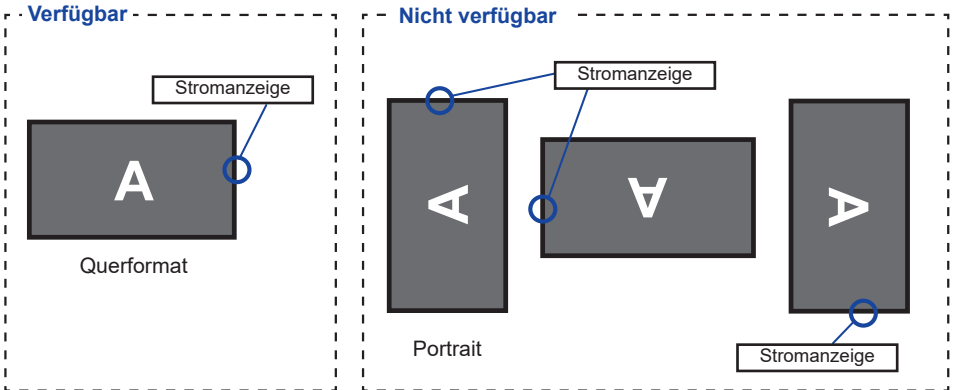 Verfügbar
Stromanzeige
A
Querformat
Nicht verfügbar
Stromanzeige
A
A
A
Portrait
Stromanzeige